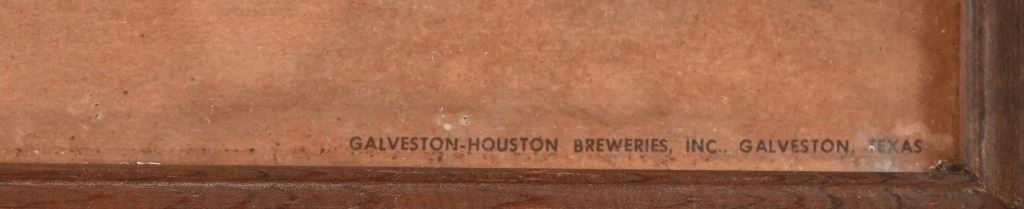 GALVESTON-HOUSTON BREWERIES, INC. GALVESTON, TEXAS